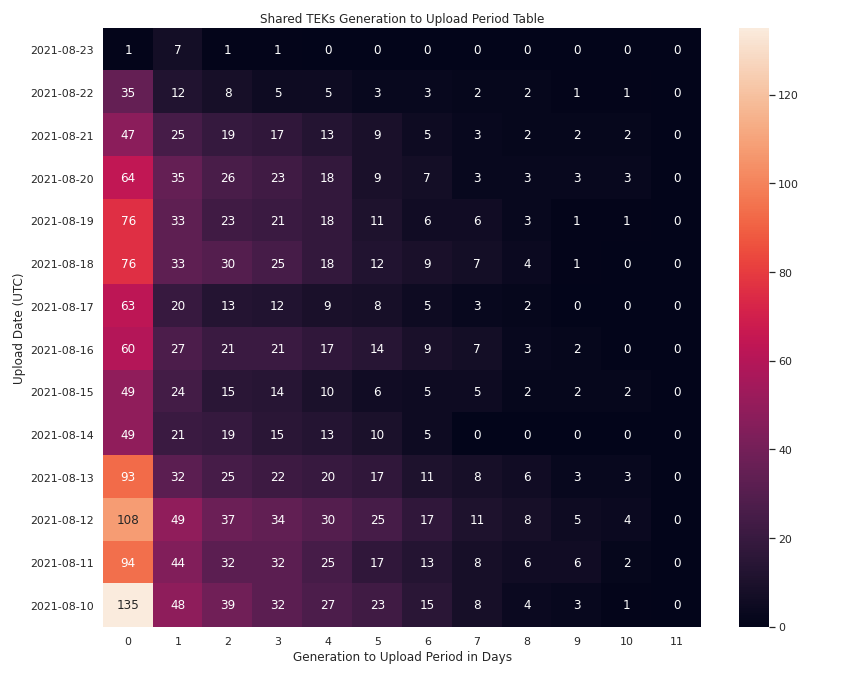 Shared TEKs Generation to Upload Period Table
2021-08-23 1 7 1 1 0 0 0 0 0 0 0 0
2021-08-22 35 12 8 5 5 3 3 2 2 1 1 0
2021-08-21 47 25 19 17 13 9 5 3 2 2 2 0
2021-08-20 64 35 26 23 18 9 7 3 3 3 3 0
2021-08-19 76 33 23 21 18 11 6 6 3 1 1 0
2021-08-18 76 33 30 25 18 12 9 7 4 1 0 0
2021-08-17 63 20 13 12 9 8 5 3 2 0 0 0
2021-08-16 60 27 21 21 17 14 9 7 3 2 0 0
2021-08-15 49 24 15 14 10 6 5 5 2 2 2 0
2021-08-14 49 21 19 15 13 10 5 0 0 0 0 0
2021-08-13 93 32 25 22 20 17 11 8 6 3 3 0
2021-08-12 108 49 37 34 30 25 17 11 8 5 4 0
2021-08-11 94 44 32 32 25 17 13 8 6 6 2 0
2021-08-10 135 48 39 32 27 23 15 8 4 3 1 0
0 1 2 3 4 5 6 7 8 9 10 11
Generation to Upload Period in Days
Upload Date (UTC)
120
100
80
60
40
20
0